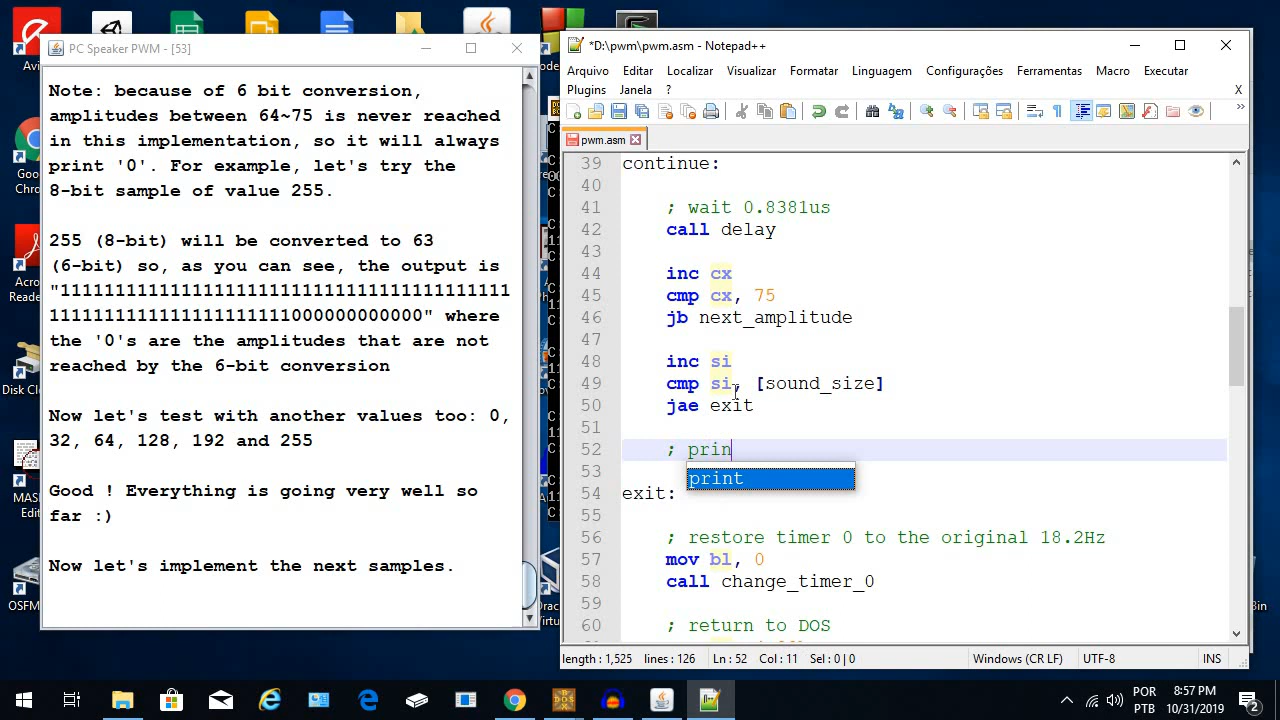 PC Speaker PWM - [53]
Note: because of 6 bit conversion,
amplitudes between 64~75 is never reached
in this implementation, so it will always
print '0'. For example, let's try the
8-bit sample of value 255.
255 (8-bit) will be converted to 63
(6-bit) so, as you can see, the output is
"11111111111111111111111111111111111111111
1111111111111111111111000000000000" where
the '0's are the amplitudes that are not
reached by the 6-bit conversion
Now let's test with another values too: 0,
32, 64, 128, 192 and 255
Good ! Everything is going very well so
far :)
Now let's implement the next samples.
*D:\pwm\pwm.asm - Notepad++
Arquivo Editar Localizar Visualizar Formatar Linguagem Configurações Ferramentas Macro Executar
Plugins Janela ? X
pwm.asm
39 continue:
40
41 ; wait 0.8381us
42 call delay
43
44 inc cx
45 cmp cx, 75
46 jb next_amplitude
47
48 inc si
49 cmp si, [sound_size]
50 jae exit
51
52 ; prin
53 print
54 exit:
55
56 ; restore timer 0 to the original 18.2Hz
57 mov bl, 0
58 call change_timer_0
59
60 ; return to DOS
length : 1,525 lines : 126 Ln : 52 Col : 11 Sel : 0 | 0 Windows (CR LF) UTF-8 INS
POR
PTB
8:57 PM
10/31/2019
2